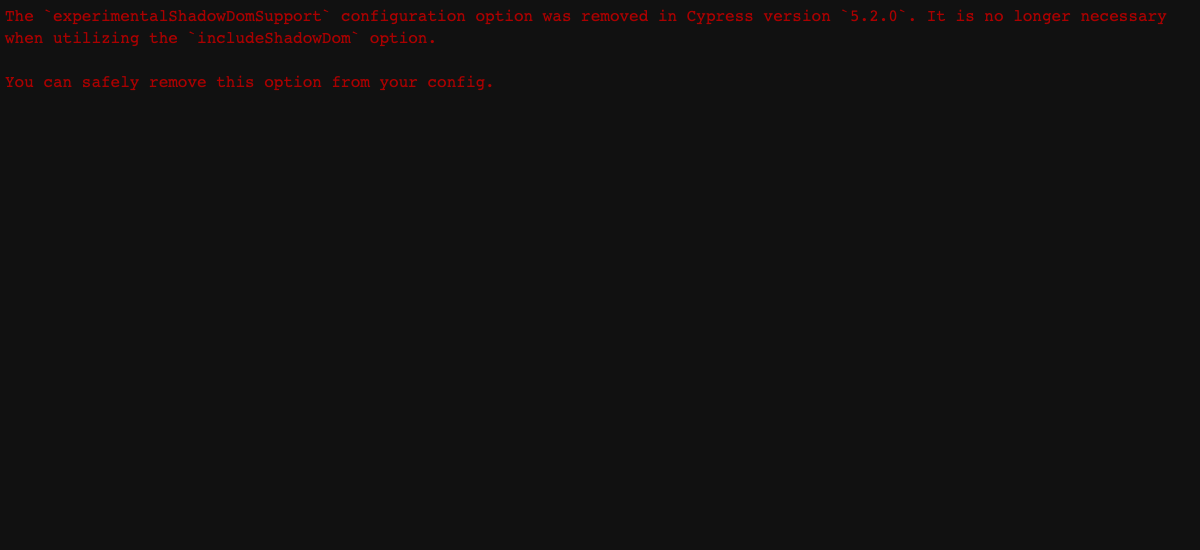 The `experimentalShadowDomSupport` configuration option was removed in Cypress version `5.2.0`. It is no longer necessary
when utilizing the `includeShadowDom` option.
You can safely remove this option from your config.